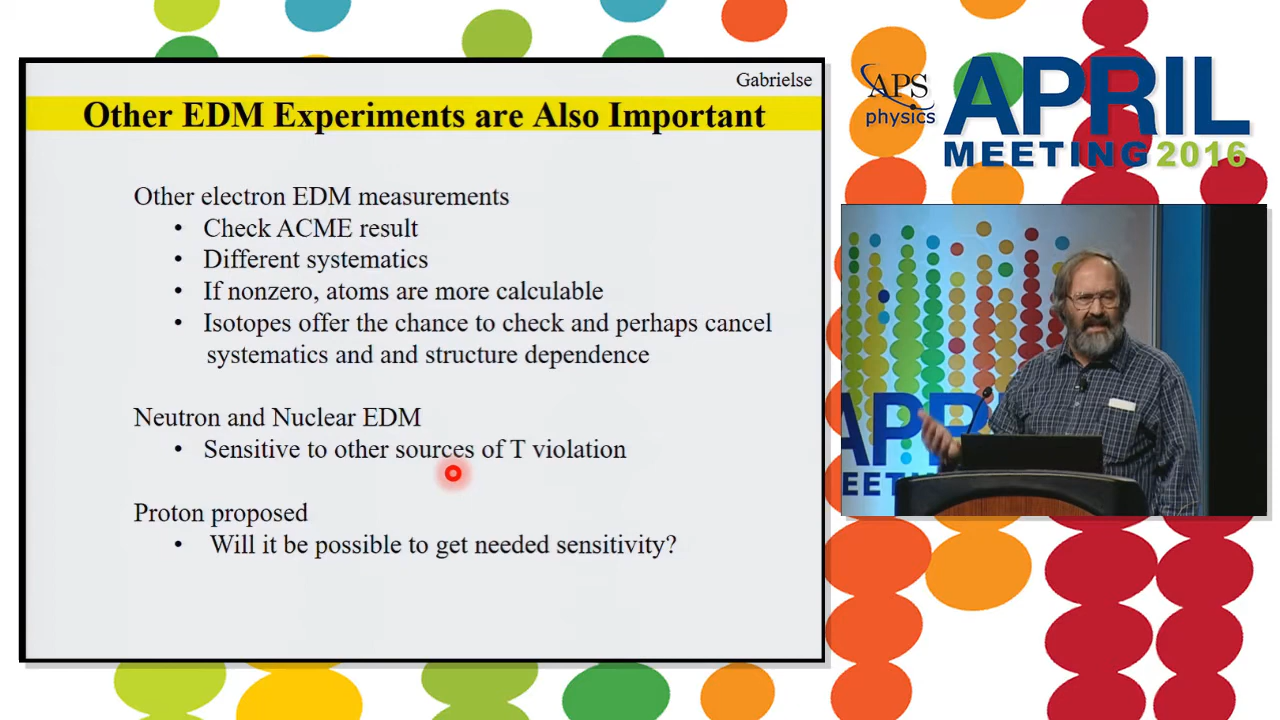 Gabrielse
Other EDM Experiments are Also Important
Other electron EDM measurements
• Check ACME result
• Different systematics
• If nonzero, atoms are more calculable
• Isotopes offer the chance to check and perhaps cancel
systematics and and structure dependence
Neutron and Nuclear EDM
• Sensitive to other sources of T violation
Proton proposed
• Will it be possible to get needed sensitivity?
APS
physics
APRIL
MEETING 2016
APR
MEETI